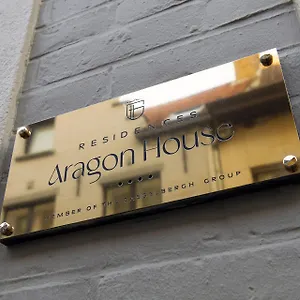 RESIDENCES
Aragon House
MEMBER OF THE GROUP